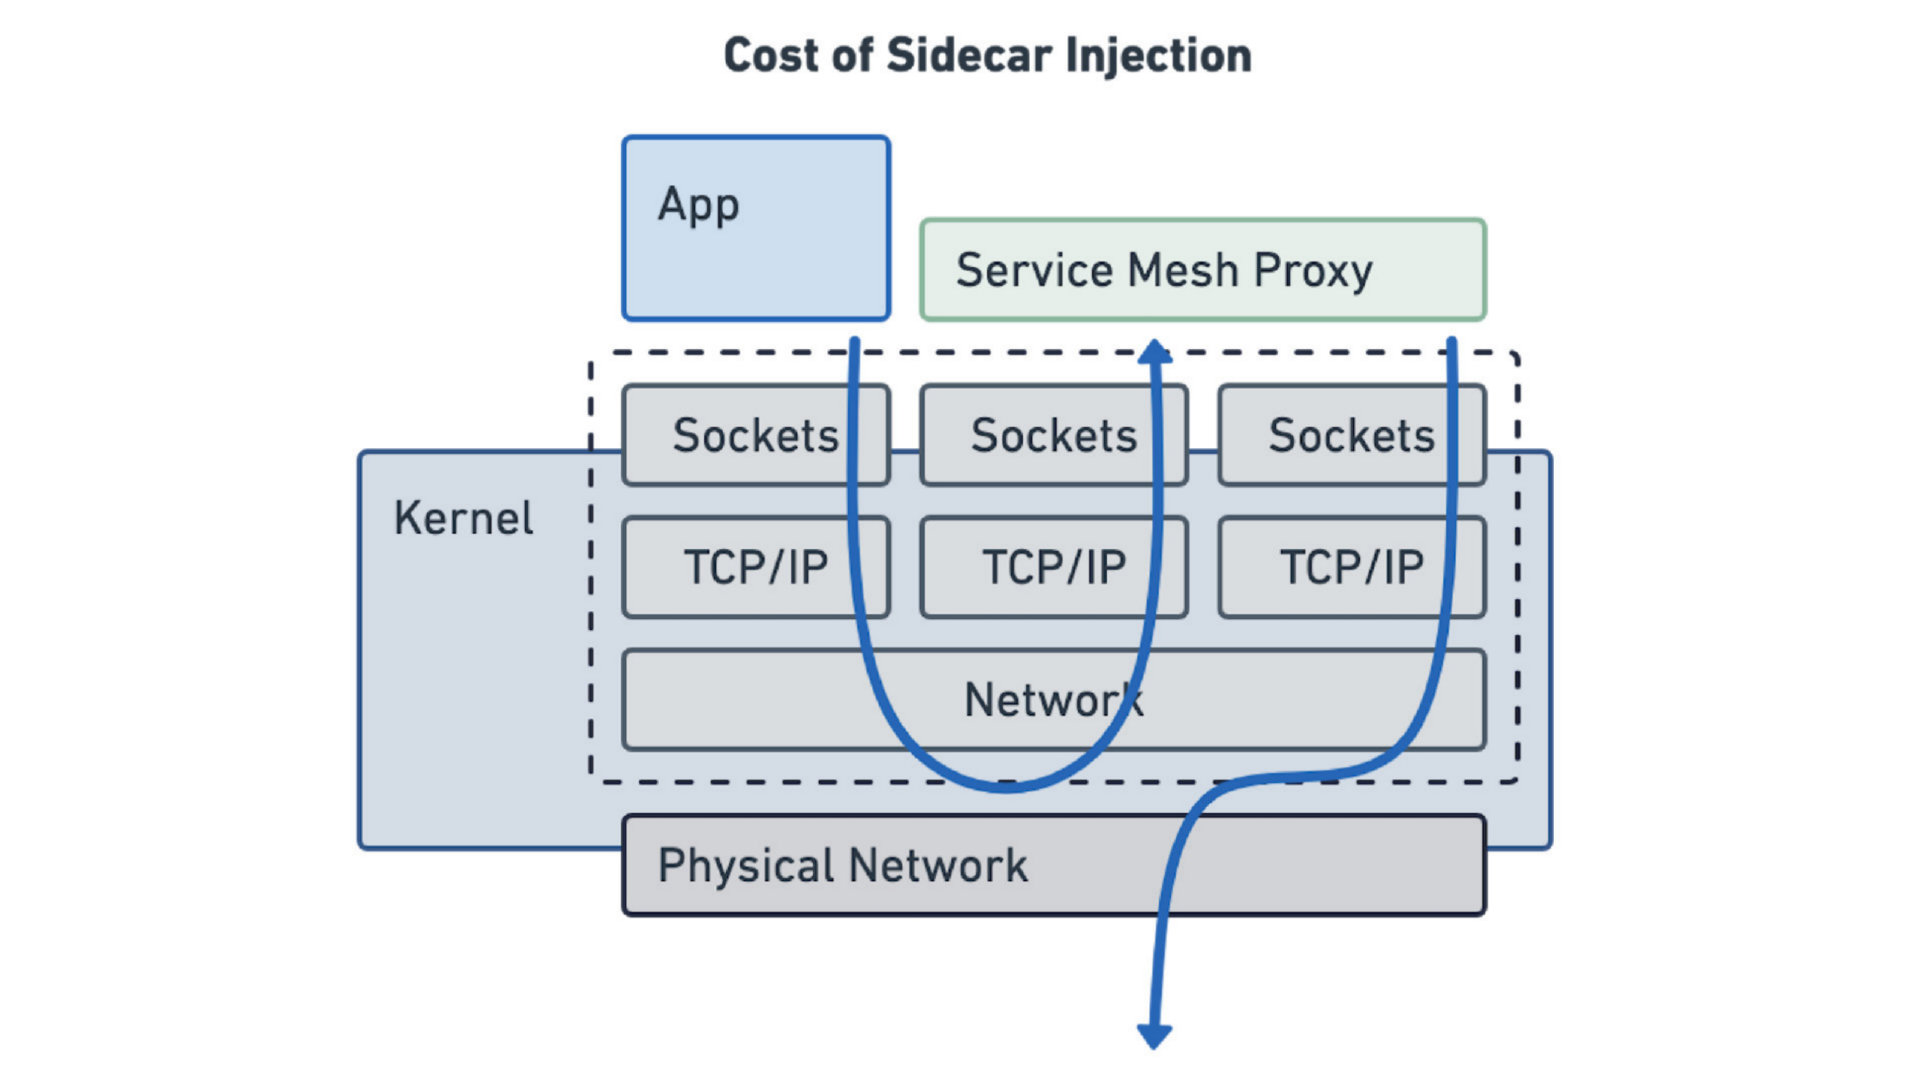 Cost of Sidecar Injection
App
Service Mesh Proxy
Sockets
Sockets
Sockets
Kernel
TCP/IP
TCP/IP
TCP/IP
Network
Physical Network